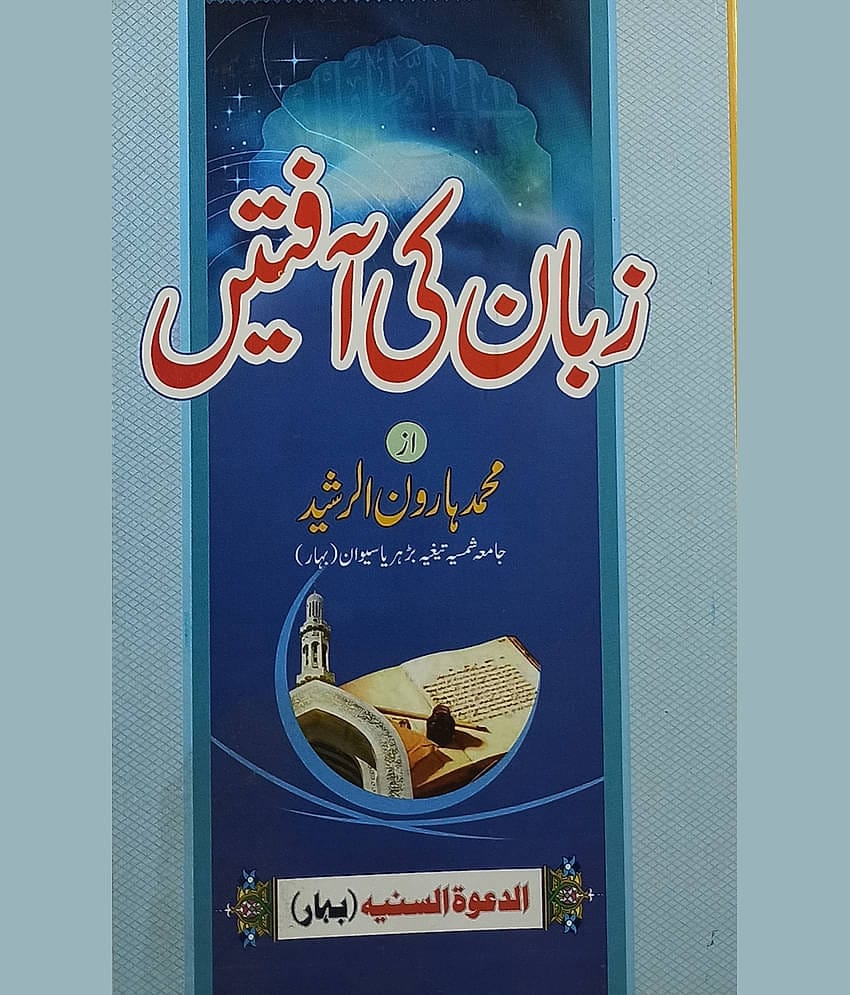 زبان کی آفتیں
از
محمد ہارون الرشید
جامعہ شمسیہ تیغیہ بڑہریا سیوان (بہار)
الدعوۃ السنیہ (بہار)